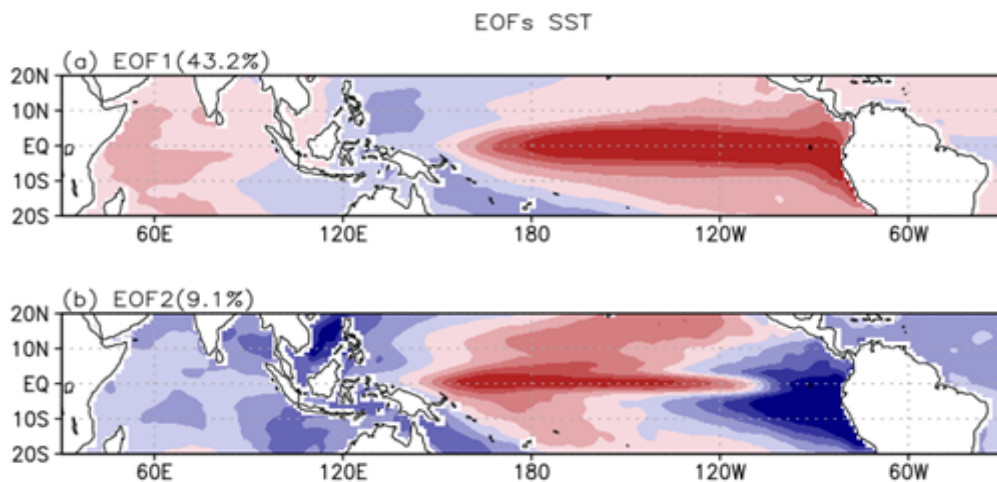 EOFs SST
(a) EOF1(43.2%)
20N
10N
EQ
10S
20S
60E 120E 180 120W 60W
(b) EOF2(9.1%)
20N
10N
EQ
10S
20S
60E 120E 180 120W 60W